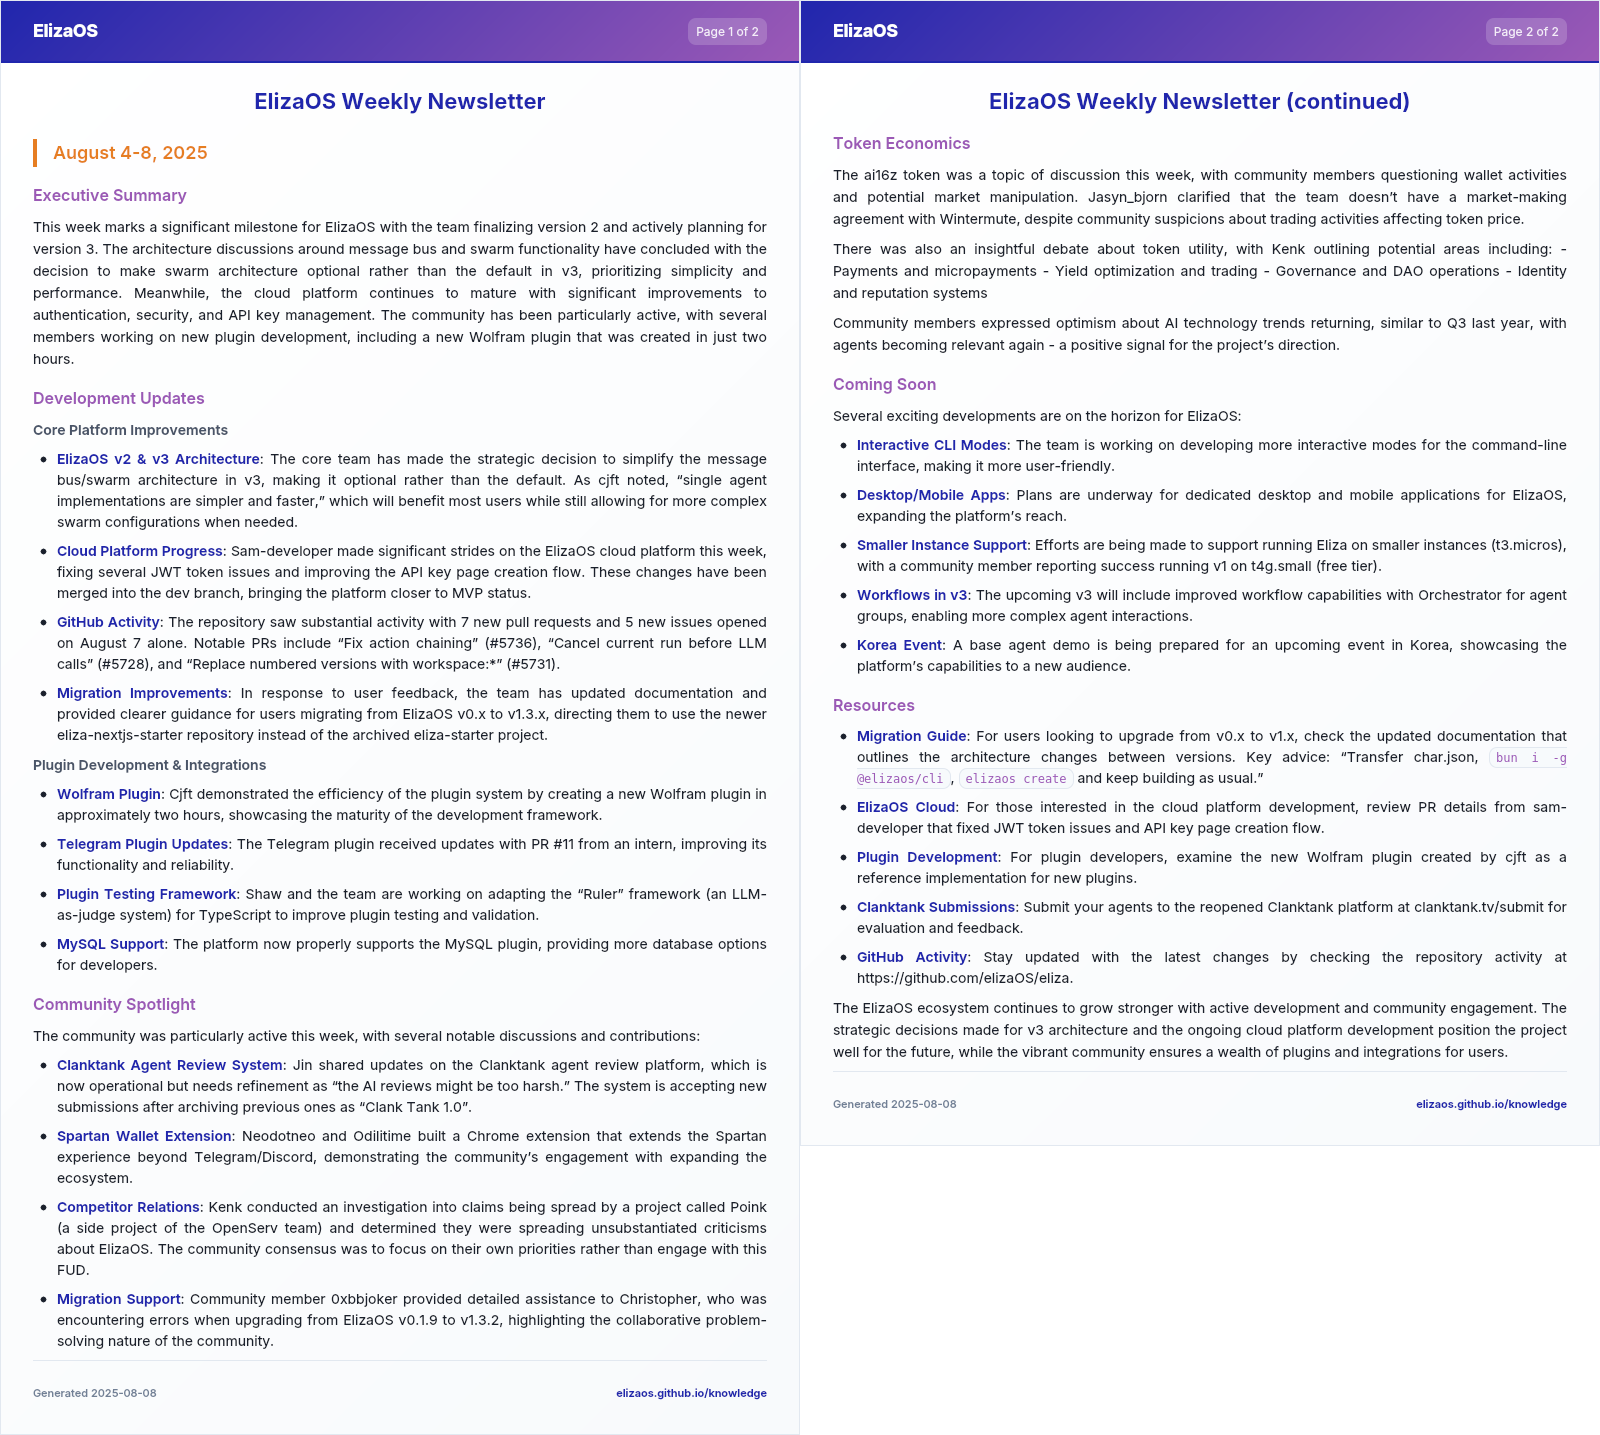 ElizaOS
Page 1 of 2
ElizaOS Weekly Newsletter
August 4-8, 2025
Executive Summary
This week marks a significant milestone for ElizaOS with the team finalizing version 2 and actively planning for
version 3. The architecture discussions around message bus and swarm functionality have concluded with the
decision to make swarm architecture optional rather than the default in v3, prioritizing simplicity and
performance. Meanwhile, the cloud platform continues to mature with significant improvements to
authentication, security, and API key management. The community has been particularly active, with several
members working on new plugin development, including a new Wolfram plugin that was created in just two
hours.
Development Updates
Core Platform Improvements
• ElizaOS v2 & v3 Architecture: The core team has made the strategic decision to simplify the message
bus/swarm architecture in v3, making it optional rather than the default. As cjft noted, “single agent
implementations are simpler and faster,” which will benefit most users while still allowing for more complex
swarm configurations when needed.
• Cloud Platform Progress: Sam-developer made significant strides on the ElizaOS cloud platform this week,
fixing several JWT token issues and improving the API key page creation flow. These changes have been
merged into the dev branch, bringing the platform closer to MVP status.
• GitHub Activity: The repository saw substantial activity with 7 new pull requests and 5 new issues opened
on August 7 alone. Notable PRs include “Fix action chaining” (#5736), “Cancel current run before LLM
calls” (#5728), and “Replace numbered versions with workspace:*” (#5731).
• Migration Improvements: In response to user feedback, the team has updated documentation and
provided clearer guidance for users migrating from ElizaOS v0.x to v1.3.x, directing them to use the newer
eliza-nextjs-starter repository instead of the archived eliza-starter project.
Plugin Development & Integrations
• Wolfram Plugin: Cjft demonstrated the efficiency of the plugin system by creating a new Wolfram plugin in
approximately two hours, showcasing the maturity of the development framework.
• Telegram Plugin Updates: The Telegram plugin received updates with PR #11 from an intern, improving its
functionality and reliability.
• Plugin Testing Framework: Shaw and the team are working on adapting the “Ruler” framework (an LLM-
as-judge system) for TypeScript to improve plugin testing and validation.
• MySQL Support: The platform now properly supports the MySQL plugin, providing more database options
for developers.
Community Spotlight
The community was particularly active this week, with several notable discussions and contributions:
• Clanktank Agent Review System: Jin shared updates on the Clanktank agent review platform, which is
now operational but needs refinement as “the AI reviews might be too harsh.” The system is accepting new
submissions after archiving previous ones as “Clank Tank 1.0”.
• Spartan Wallet Extension: Neodotneo and Odilitime built a Chrome extension that extends the Spartan
experience beyond Telegram/Discord, demonstrating the community’s engagement with expanding the
ecosystem.
• Competitor Relations: Kenk conducted an investigation into claims being spread by a project called Poink
(a side project of the OpenServ team) and determined they were spreading unsubstantiated criticisms
about ElizaOS. The community consensus was to focus on their own priorities rather than engage with this
FUD.
• Migration Support: Community member 0xbbjoker provided detailed assistance to Christopher, who was
encountering errors when upgrading from ElizaOS v0.1.9 to v1.3.2, highlighting the collaborative problem-
solving nature of the community.
Generated 2025-08-08
elizaos.github.io/knowledge
ElizaOS
Page 2 of 2
ElizaOS Weekly Newsletter (continued)
Token Economics
The ai16z token was a topic of discussion this week, with community members questioning wallet activities
and potential market manipulation. Jasyn_bjorn clarified that the team doesn’t have a market-making
agreement with Wintermute, despite community suspicions about trading activities affecting token price.
There was also an insightful debate about token utility, with Kenk outlining potential areas including: -
Payments and micropayments - Yield optimization and trading - Governance and DAO operations - Identity
and reputation systems
Community members expressed optimism about AI technology trends returning, similar to Q3 last year, with
agents becoming relevant again - a positive signal for the project’s direction.
Coming Soon
Several exciting developments are on the horizon for ElizaOS:
• Interactive CLI Modes: The team is working on developing more interactive modes for the command-line
interface, making it more user-friendly.
• Desktop/Mobile Apps: Plans are underway for dedicated desktop and mobile applications for ElizaOS,
expanding the platform’s reach.
• Smaller Instance Support: Efforts are being made to support running Eliza on smaller instances (t3.micros),
with a community member reporting success running v1 on t4g.small (free tier).
• Workflows in v3: The upcoming v3 will include improved workflow capabilities with Orchestrator for agent
groups, enabling more complex agent interactions.
• Korea Event: A base agent demo is being prepared for an upcoming event in Korea, showcasing the
platform’s capabilities to a new audience.
Resources
• Migration Guide: For users looking to upgrade from v0.x to v1.x, check the updated documentation that
outlines the architecture changes between versions. Key advice: “Transfer char.json, bun i -g
@elizaos/cli, elizaos create and keep building as usual.”
• ElizaOS Cloud: For those interested in the cloud platform development, review PR details from sam-
developer that fixed JWT token issues and API key page creation flow.
• Plugin Development: For plugin developers, examine the new Wolfram plugin created by cjft as a
reference implementation for new plugins.
• Clanktank Submissions: Submit your agents to the reopened Clanktank platform at clanktank.tv/submit for
evaluation and feedback.
• GitHub Activity: Stay updated with the latest changes by checking the repository activity at
https://github.com/elizaOS/eliza.
The ElizaOS ecosystem continues to grow stronger with active development and community engagement. The
strategic decisions made for v3 architecture and the ongoing cloud platform development position the project
well for the future, while the vibrant community ensures a wealth of plugins and integrations for users.
Generated 2025-08-08
elizaos.github.io/knowledge